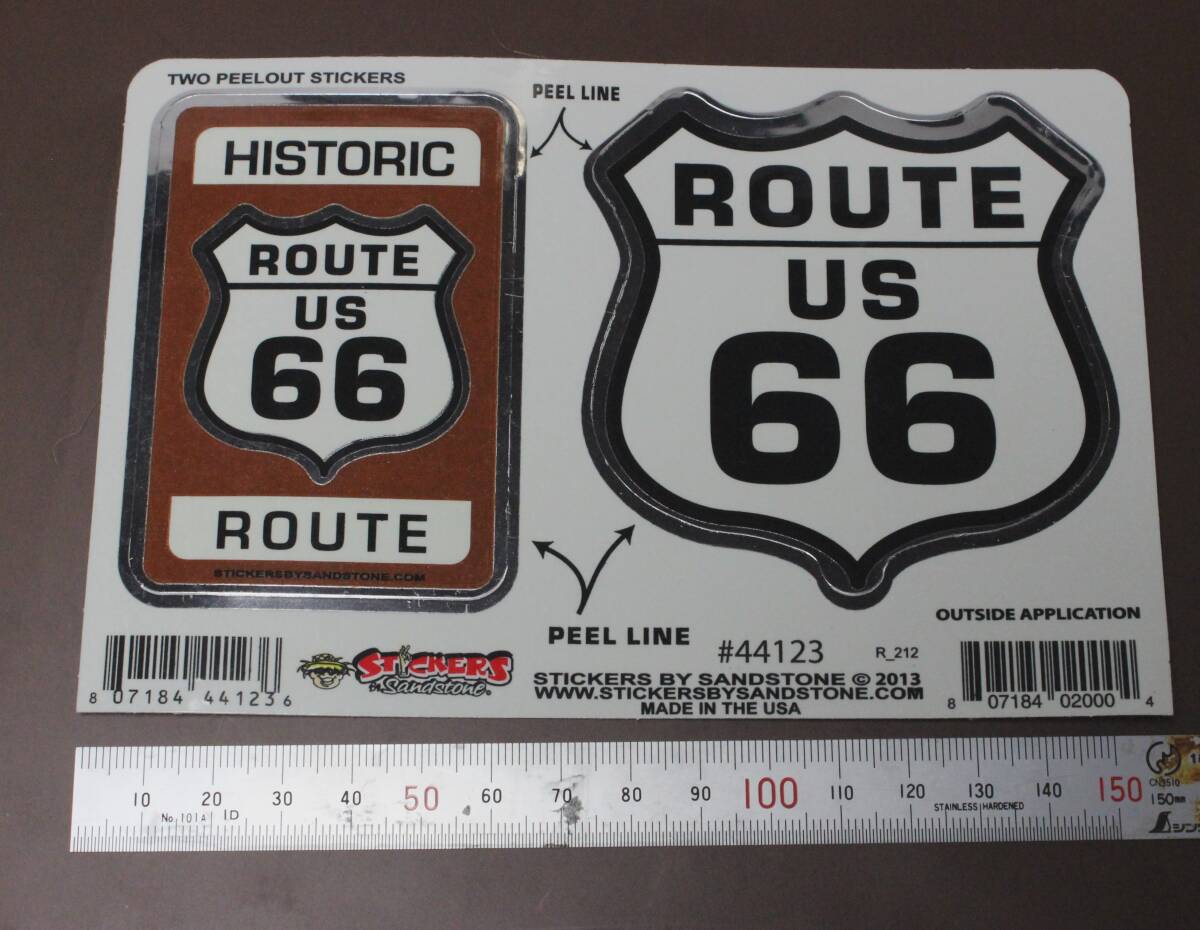 TWO PEELOUT STICKERS
PEEL LINE
HISTORIC
ROUTE
US
66
ROUTE
STICKERSBYSANDSTONE.COM
ROUTE
US
66
PEEL LINE
OUTSIDE APPLICATION
#44123
R_212
STICKERS
by Sandstone®
STICKERS BY SANDSTONE © 2013
WWW.STICKERSBYSANDSTONE.COM
MADE IN THE USA
8 07184 44123 6
8 07184 02000 4
10 20 30 40 50 60 70 80 90 100 110 120 130 140 150
No. 101A ID
STAINLESS HARDENED
150mm